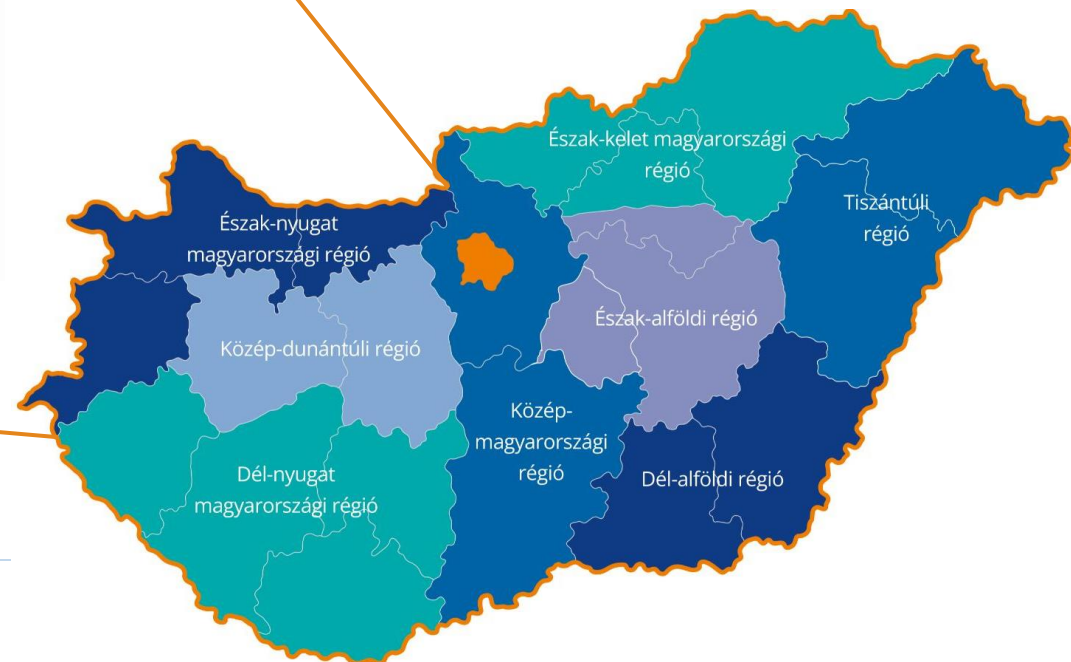 Észak-kelet magyarországi
régió
Tiszántúli
régió
Észak-nyugat
magyarországi régió
Észak-alföldi régió
Közép-dunántúli régió
Közép-
magyarországi
régió
Dél-nyugat
magyarországi régió
Dél-alföldi régió